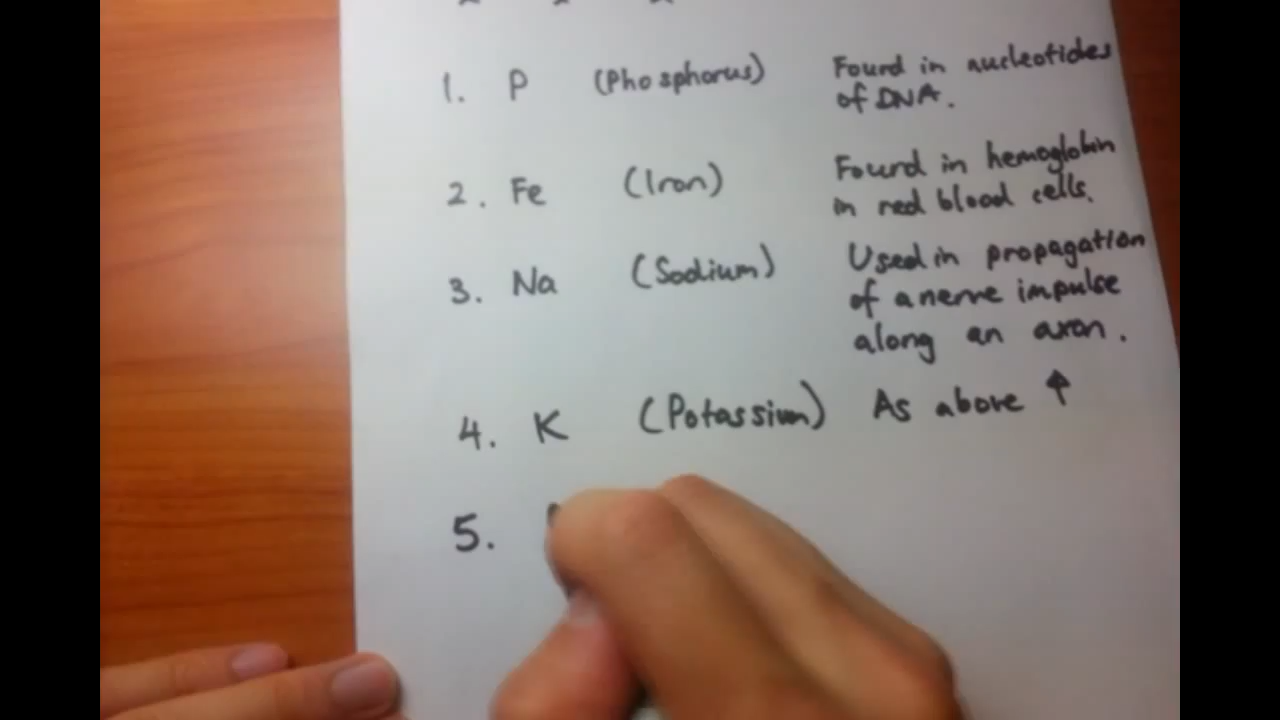 1. P (Phosphorus) Found in nucleotides
of DNA.
2. Fe (Iron) Found in hemoglobin
in red blood cells.
3. Na (Sodium) Used in propagation
of a nerve impulse
along an axon.
4. K (Potassium) As above ↑
5.